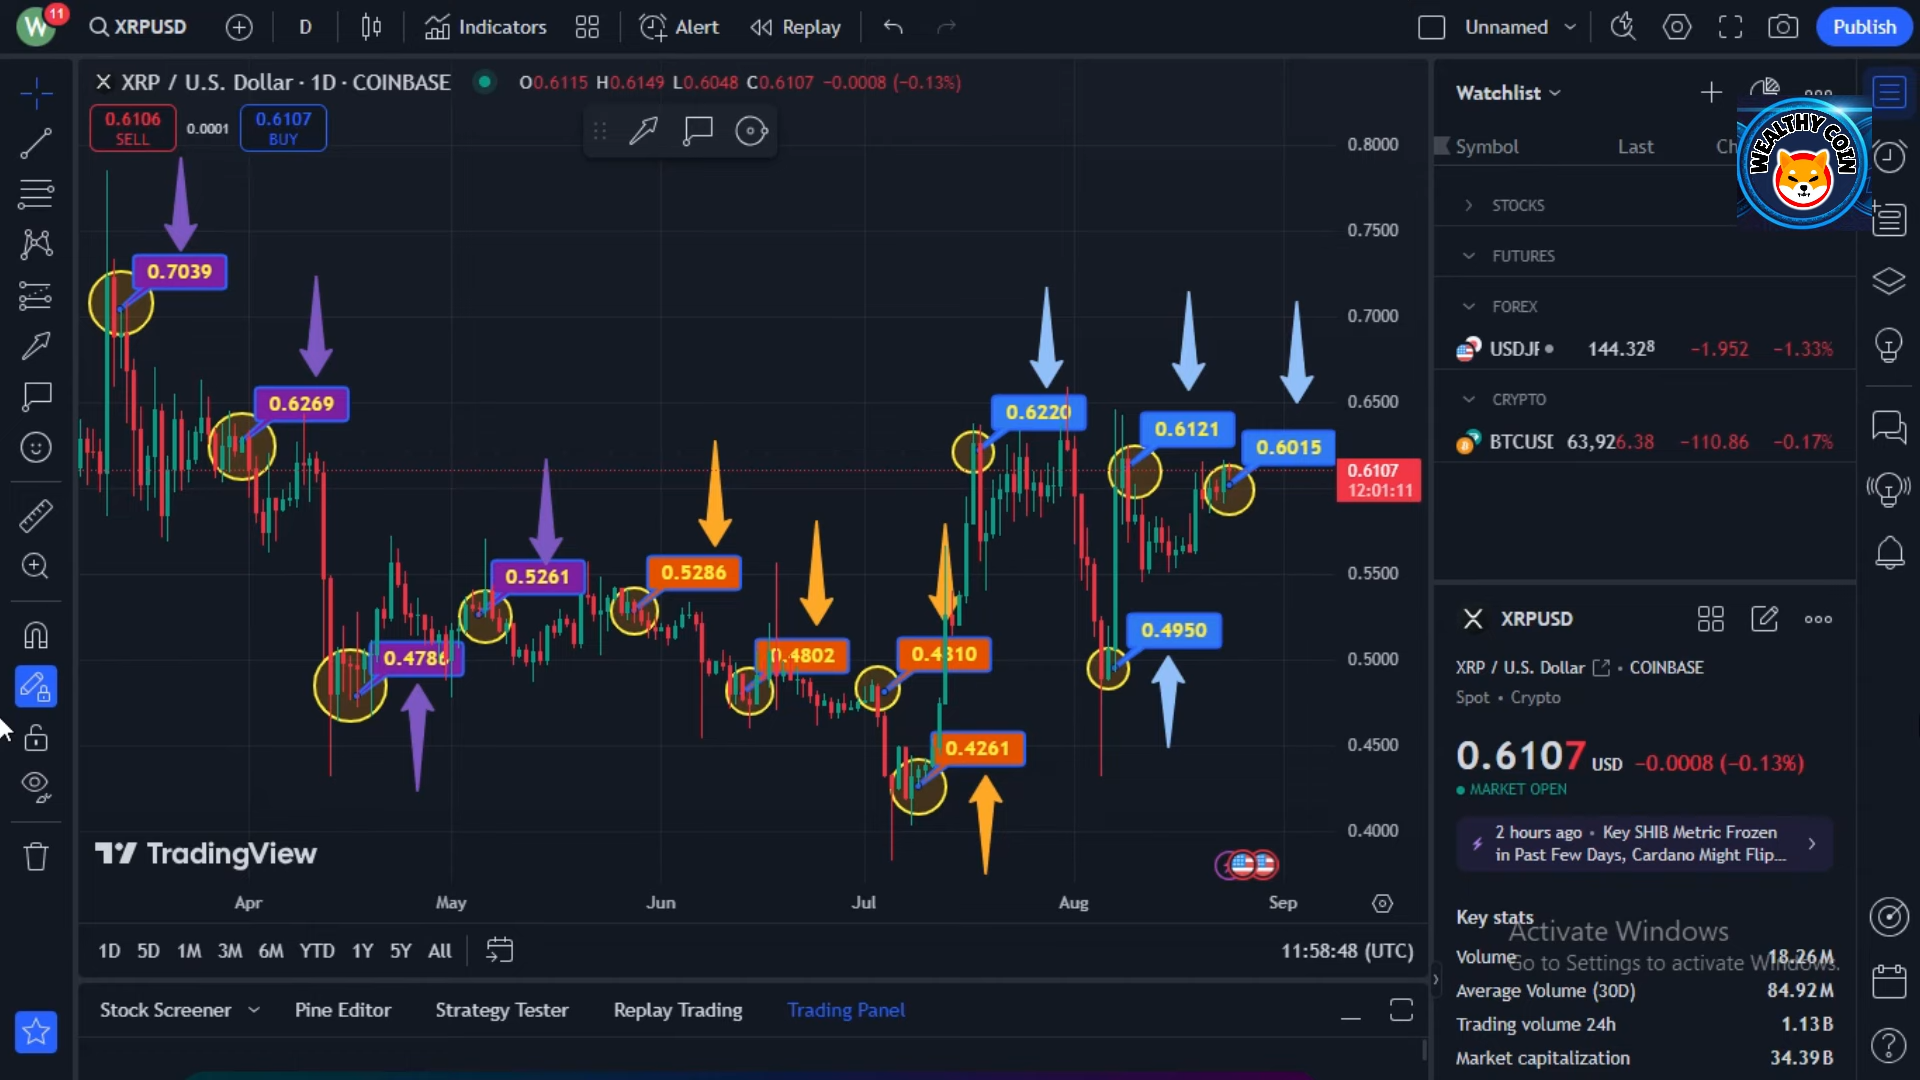 W
11
XRPUSD
D
Indicators
Alert
Replay
Unnamed
Publish
XRP / U.S. Dollar · 1D · COINBASE
O0.6115 H0.6149 L0.6048 C0.6107 −0.0008 (−0.13%)
0.6106
SELL
0.0001
0.6107
BUY
0.7039
0.6269
0.4786
0.5261
0.5286
0.4802
0.4310
0.4261
0.6220
0.6121
0.6015
0.4950
0.8000
0.7500
0.7000
0.6500
0.6107
12:01:11
0.5500
0.5000
0.4500
0.4000
TradingView
Apr May Jun Jul Aug Sep
1D 5D 1M 3M 6M YTD 1Y 5Y All
11:58:48 (UTC)
Stock Screener Pine Editor Strategy Tester Replay Trading Trading Panel
Watchlist
WEALTHY COIN
Symbol Last Ch
STOCKS
FUTURES
FOREX
USDJF 144.328 −1.952 −1.33%
CRYPTO
BTCUSD 63,926.38 −110.86 −0.17%
XRPUSD
XRP / U.S. Dollar · COINBASE
Spot · Crypto
0.6107 USD −0.0008 (−0.13%)
MARKET OPEN
2 hours ago · Key SHIB Metric Frozen
in Past Few Days, Cardano Might Flip...
Key stats
Activate Windows
Volume 18.26M
Go to Settings to activate Windows.
Average Volume (30D) 84.92M
Trading volume 24h 1.13B
Market capitalization 34.39B